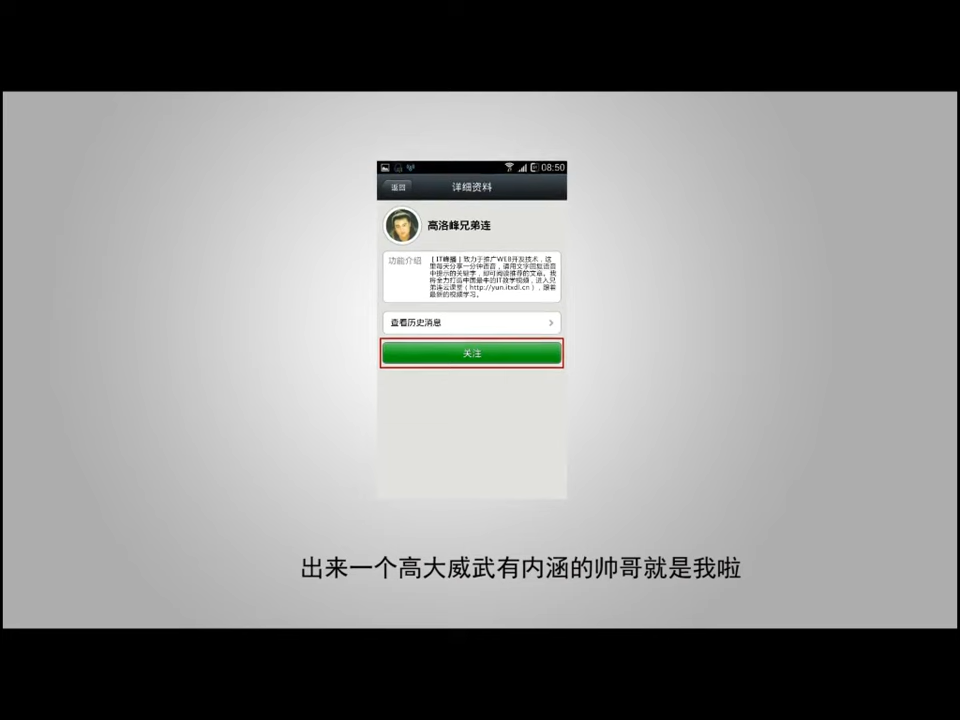 08:50
返回
详细资料
高洛峰兄弟连
功能介绍
【IT峰播】致力于推广WEB开发技术,这
里每天分享一分钟语音,请用文字回复语音
中提示的关键字,即可阅读推荐的文章。我
将全力打造中国最牛的IT教学视频,进入兄
弟连云课堂(http://yun.itxdl.cn),跟着
最新的视频学习。
查看历史消息
关注
出来一个高大威武有内涵的帅哥就是我啦